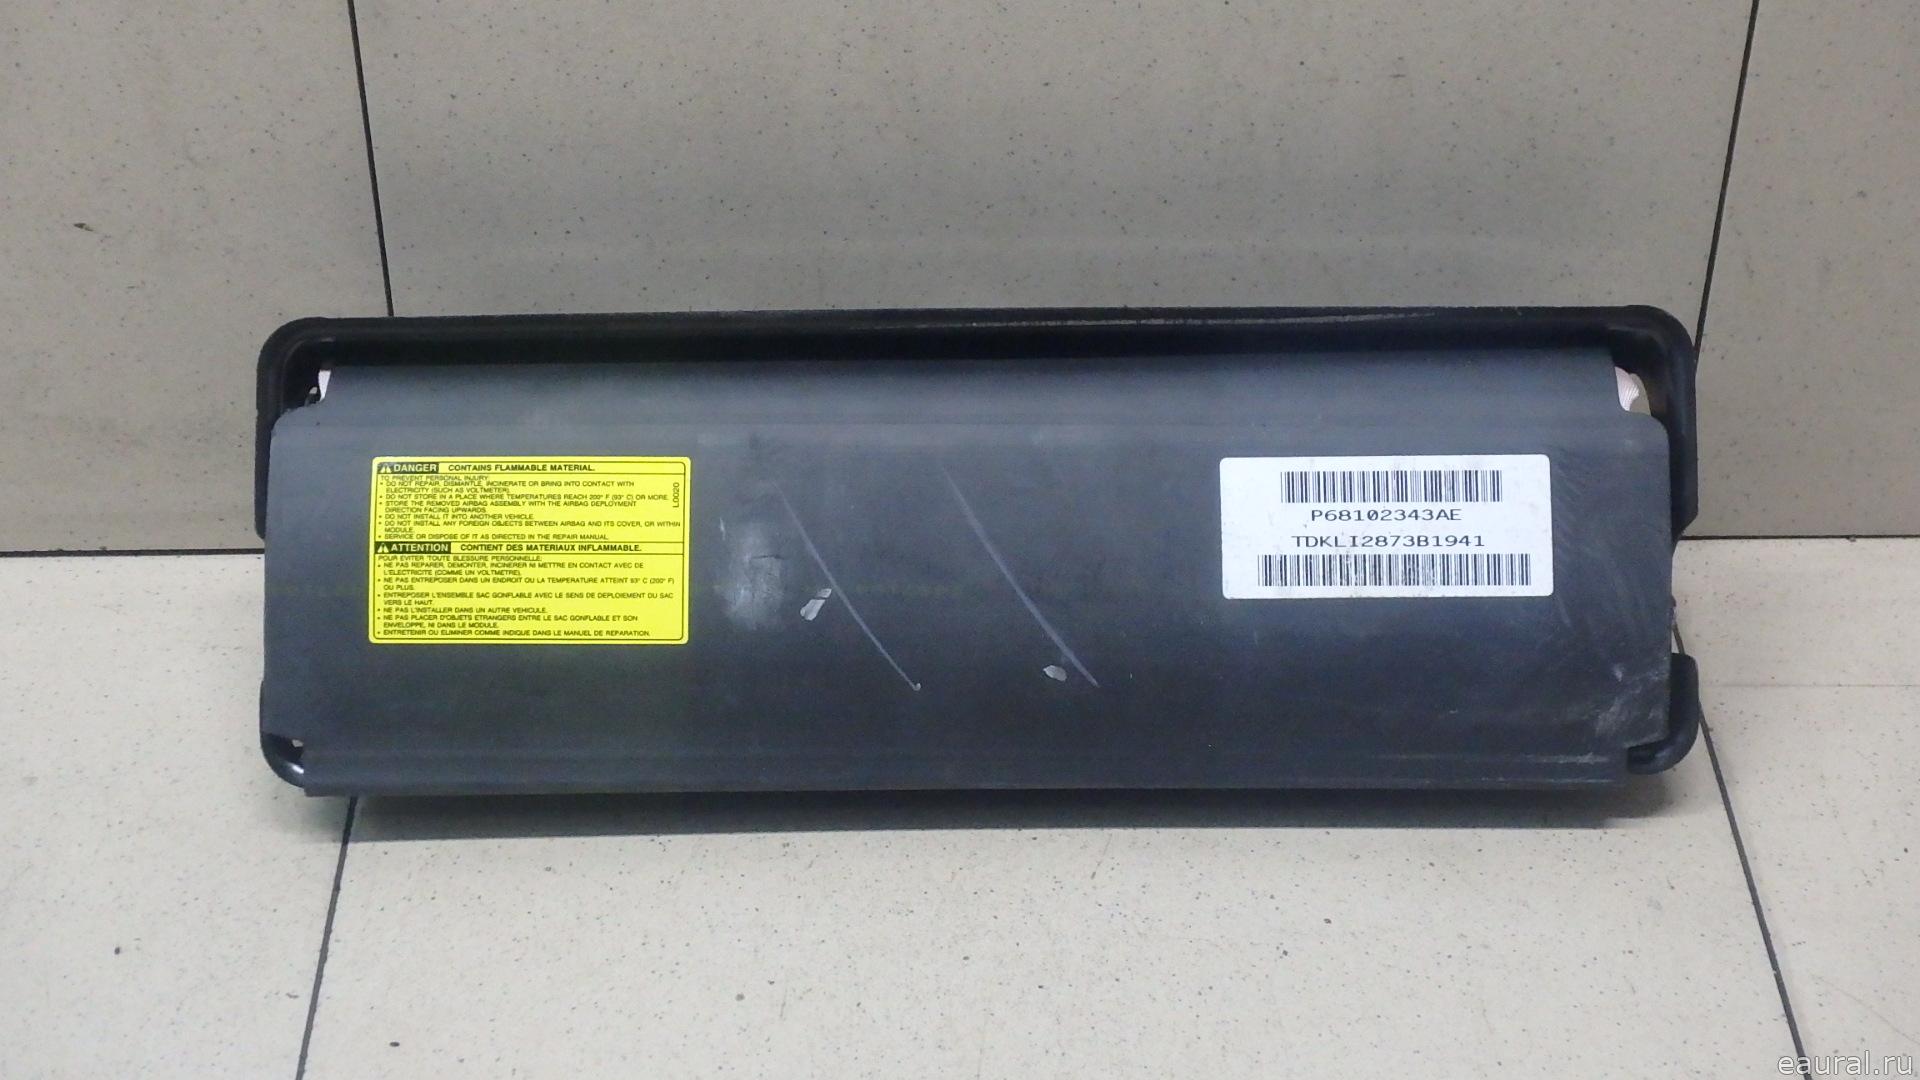 DANGER CONTAINS FLAMMABLE MATERIAL.
TO PREVENT PERSONAL INJURY:
• DO NOT REPAIR, DISMANTLE, INCINERATE OR BRING INTO CONTACT WITH
ELECTRICITY (SUCH AS VOLTMETER).
• DO NOT STORE IN A PLACE WHERE TEMPERATURES REACH 200° F (93° C) OR MORE.
• STORE THE REMOVED AIRBAG ASSEMBLY WITH THE AIRBAG DEPLOYMENT
DIRECTION FACING UPWARDS.
• DO NOT INSTALL IT INTO ANOTHER VEHICLE.
• DO NOT INSTALL ANY FOREIGN OBJECTS BETWEEN AIRBAG AND ITS COVER, OR WITHIN
MODULE.
• SERVICE OR DISPOSE OF IT AS DIRECTED IN THE REPAIR MANUAL.
L0020
ATTENTION CONTIENT DES MATERIAUX INFLAMMABLE.
POUR EVITER TOUTE BLESSURE PERSONNELLE:
• NE PAS REPARER, DEMONTER, INCINERER NI METTRE EN CONTACT AVEC DE
L'ELECTRICITE (COMME UN VOLTMETRE).
• NE PAS ENTREPOSER DANS UN ENDROIT OU LA TEMPERATURE ATTEINT 93° C (200° F)
OU PLUS.
• ENTREPOSER L'ENSEMBLE SAC GONFLABLE AVEC LE SENS DE DEPLOIEMENT DU SAC
VERS LE HAUT.
• NE PAS L'INSTALLER DANS UN AUTRE VEHICULE.
• NE PAS PLACER D'OBJETS ETRANGERS ENTRE LE SAC GONFLABLE ET SON
ENVELOPPE, NI DANS LE MODULE.
• ENTRETENIR OU ELIMINER COMME INDIQUE DANS LE MANUEL DE REPARATION.
P68102343AE
TDKLI2873B1941
eaural.ru